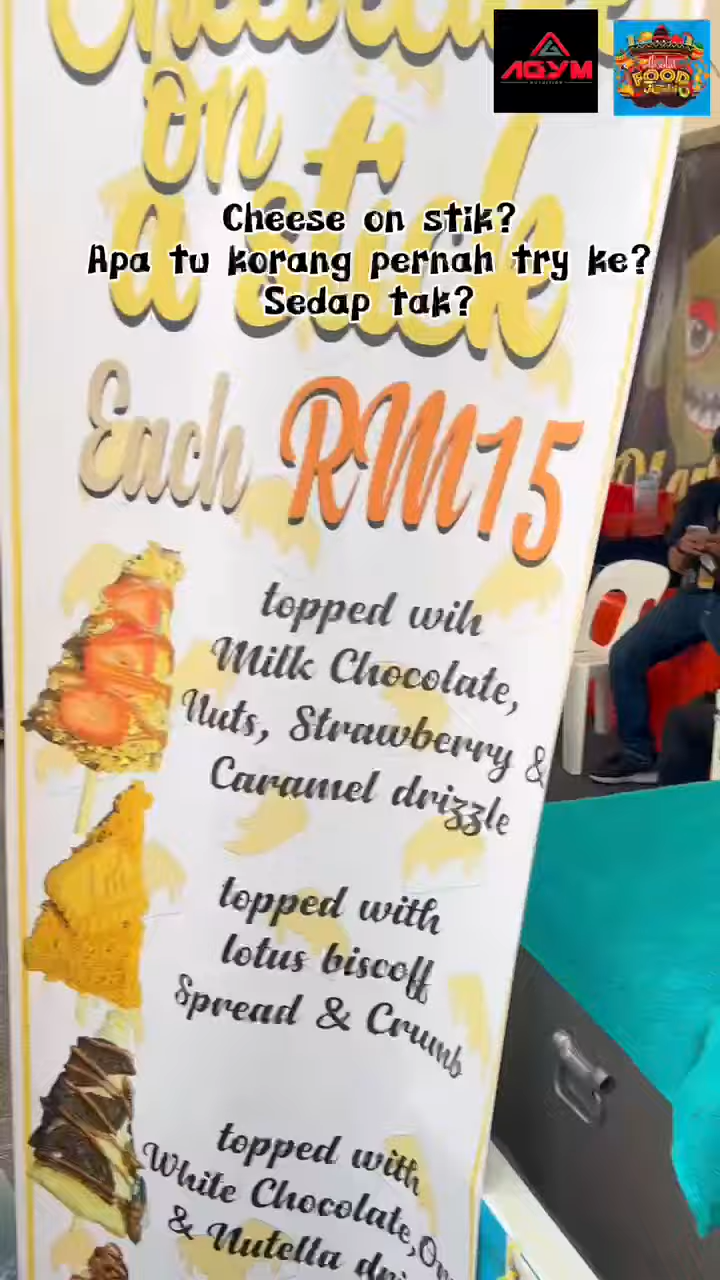 AGYM
FOOD
on
a stick
Cheese on stik?
Apa tu korang pernah try ke?
Sedap tak?
Each RM15
topped wih
Milk Chocolate,
Nuts, Strawberry &
Caramel drizzle
topped with
lotus biscoff
Spread & Crumb
topped with
White Chocolate,
& Nutella